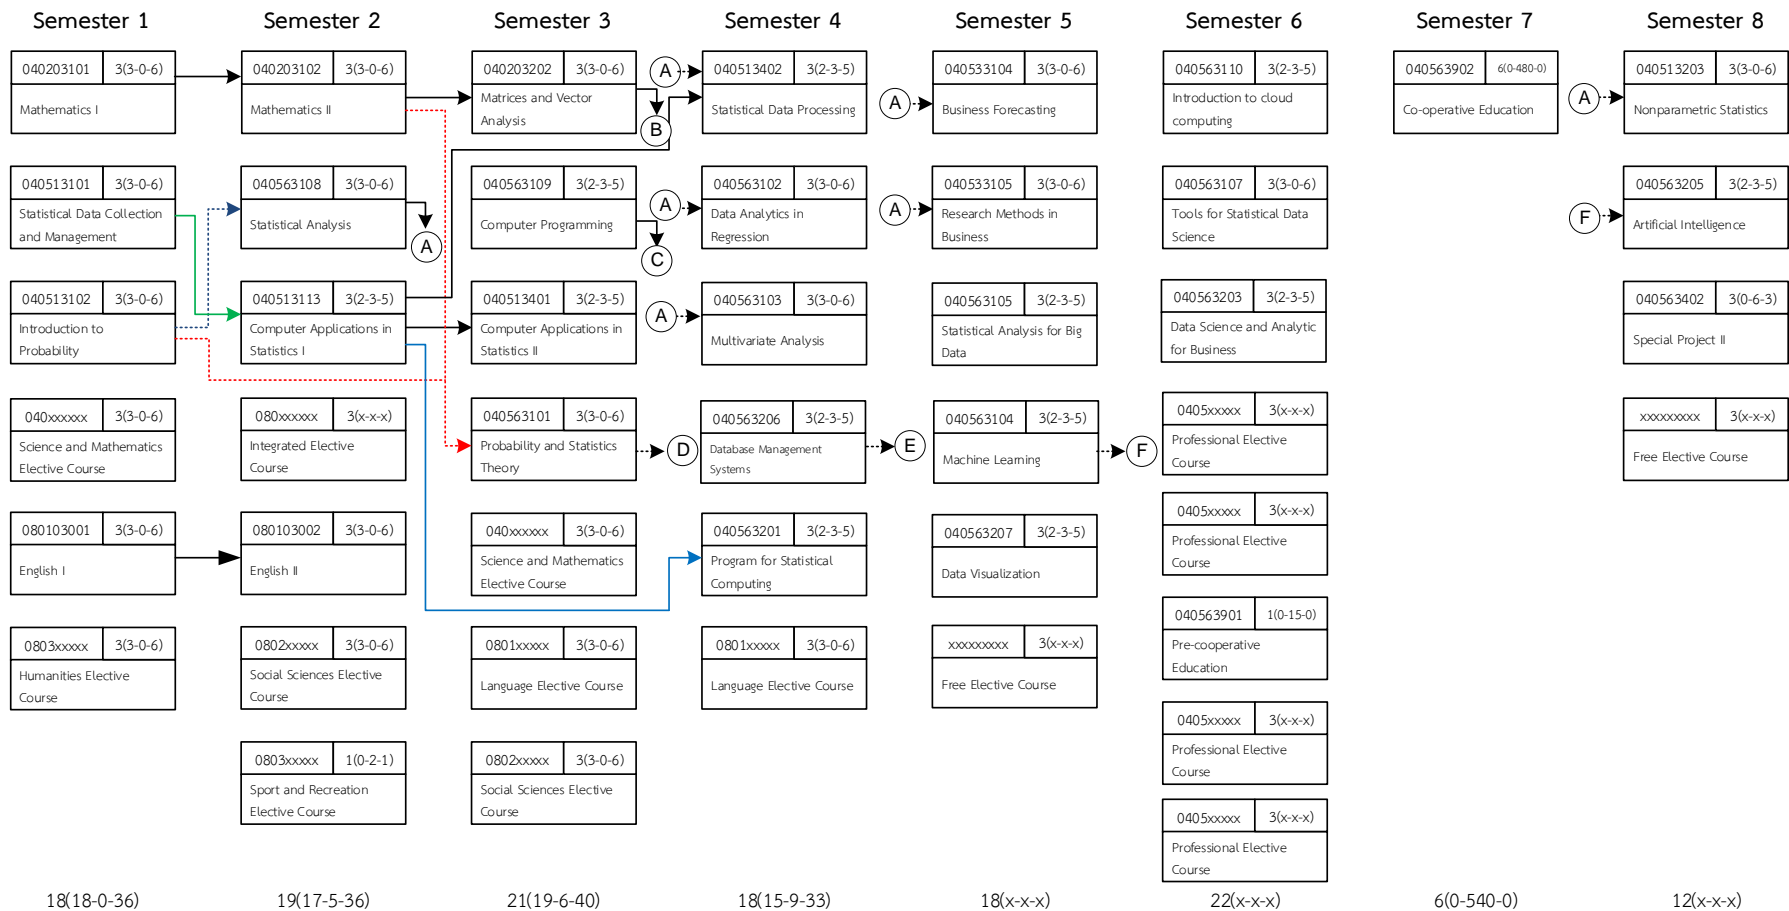 Semester 1
Semester 2
Semester 3
Semester 4
Semester 5
Semester 6
Semester 7
Semester 8
040203101 3(3-0-6)
Mathematics I
040513101 3(3-0-6)
Statistical Data Collection
and Management
040513102 3(3-0-6)
Introduction to
Probability
040xxxxxx 3(3-0-6)
Science and Mathematics
Elective Course
080103001 3(3-0-6)
English I
0803xxxxx 3(3-0-6)
Humanities Elective
Course
18(18-0-36)
040203102 3(3-0-6)
Mathematics II
040563108 3(3-0-6)
Statistical Analysis
A
040513113 3(2-3-5)
Computer Applications in
Statistics I
080xxxxxx 3(x-x-x)
Integrated Elective
Course
080103002 3(3-0-6)
English II
0802xxxxx 3(3-0-6)
Social Sciences Elective
Course
0803xxxxx 1(0-2-1)
Sport and Recreation
Elective Course
19(17-5-36)
040203202 3(3-0-6)
Matrices and Vector
Analysis
B
040563109 3(2-3-5)
Computer Programming
C
040513401 3(2-3-5)
Computer Applications in
Statistics II
040563101 3(3-0-6)
Probability and Statistics
Theory
D
040xxxxxx 3(3-0-6)
Science and Mathematics
Elective Course
0801xxxxx 3(3-0-6)
Language Elective Course
0802xxxxx 3(3-0-6)
Social Sciences Elective
Course
21(19-6-40)
A
040513402 3(2-3-5)
Statistical Data Processing
A
040563102 3(3-0-6)
Data Analytics in
Regression
A
040563103 3(3-0-6)
Multivariate Analysis
040563206 3(2-3-5)
Database Management
Systems
E
040563201 3(2-3-5)
Program for Statistical
Computing
0801xxxxx 3(3-0-6)
Language Elective Course
18(15-9-33)
A
040533104 3(3-0-6)
Business Forecasting
A
040533105 3(3-0-6)
Research Methods in
Business
040563105 3(2-3-5)
Statistical Analysis for Big
Data
040563104 3(2-3-5)
Machine Learning
F
040563207 3(2-3-5)
Data Visualization
xxxxxxxxx 3(x-x-x)
Free Elective Course
18(x-x-x)
040563110 3(2-3-5)
Introduction to cloud
computing
040563107 3(3-0-6)
Tools for Statistical Data
Science
040563203 3(2-3-5)
Data Science and Analytic
for Business
0405xxxxx 3(x-x-x)
Professional Elective
Course
0405xxxxx 3(x-x-x)
Professional Elective
Course
040563901 1(0-15-0)
Pre-cooperative
Education
0405xxxxx 3(x-x-x)
Professional Elective
Course
0405xxxxx 3(x-x-x)
Professional Elective
Course
22(x-x-x)
040563902 6(0-480-0)
Co-operative Education
6(0-540-0)
A
040513203 3(3-0-6)
Nonparametric Statistics
F
040563205 3(2-3-5)
Artificial Intelligence
040563402 3(0-6-3)
Special Project II
xxxxxxxxx 3(x-x-x)
Free Elective Course
12(x-x-x)